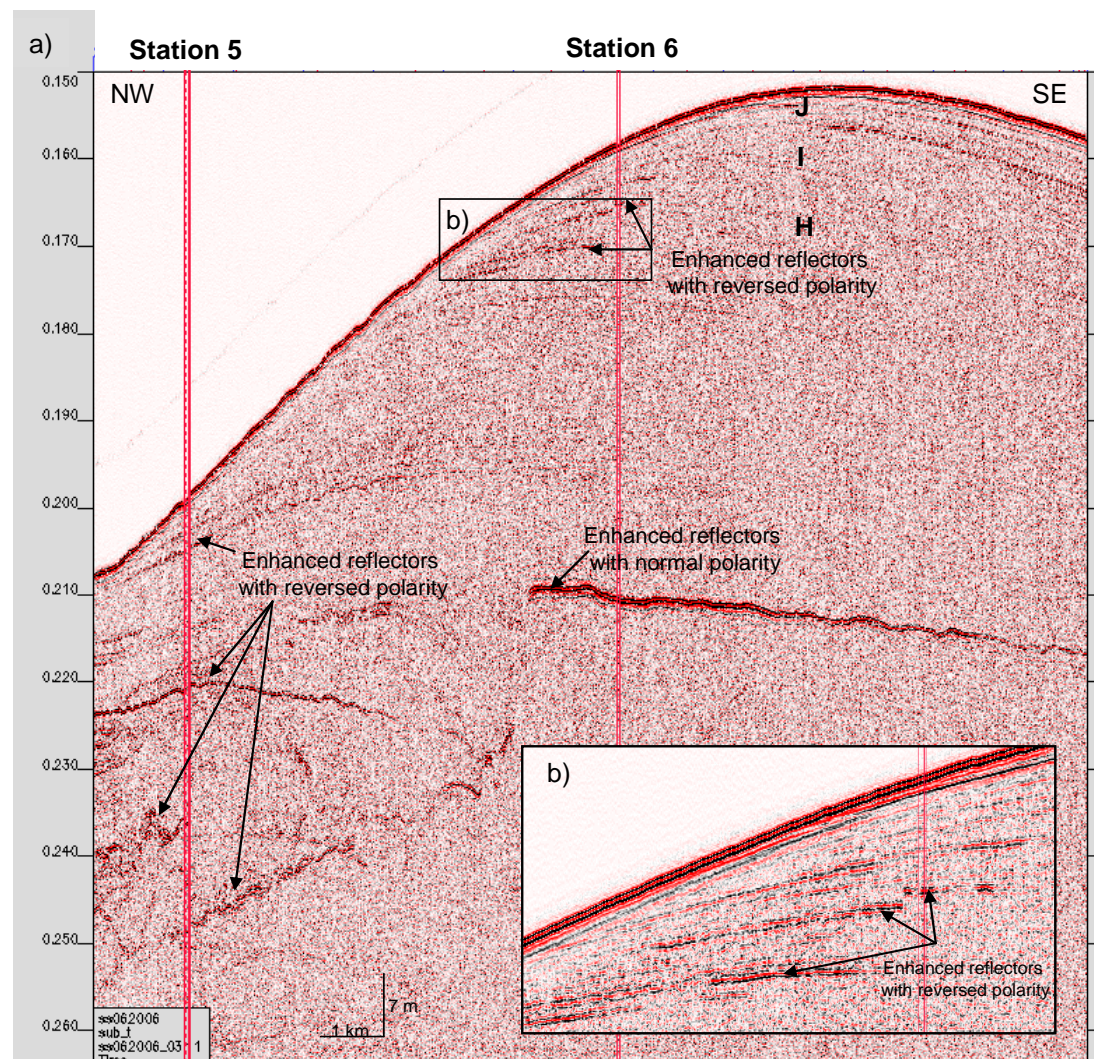 a)
Station 5
Station 6
NW
SE
0.150
0.160
0.170
0.180
0.190
0.200
0.210
0.220
0.230
0.240
0.250
0.260
J
I
H
b)
Enhanced reflectors
with reversed polarity
Enhanced reflectors
with normal polarity
Enhanced reflectors
with reversed polarity
b)
Enhanced reflectors
with reversed polarity
7 m
1 km
ss062006
sub_t
ss062006_03 1